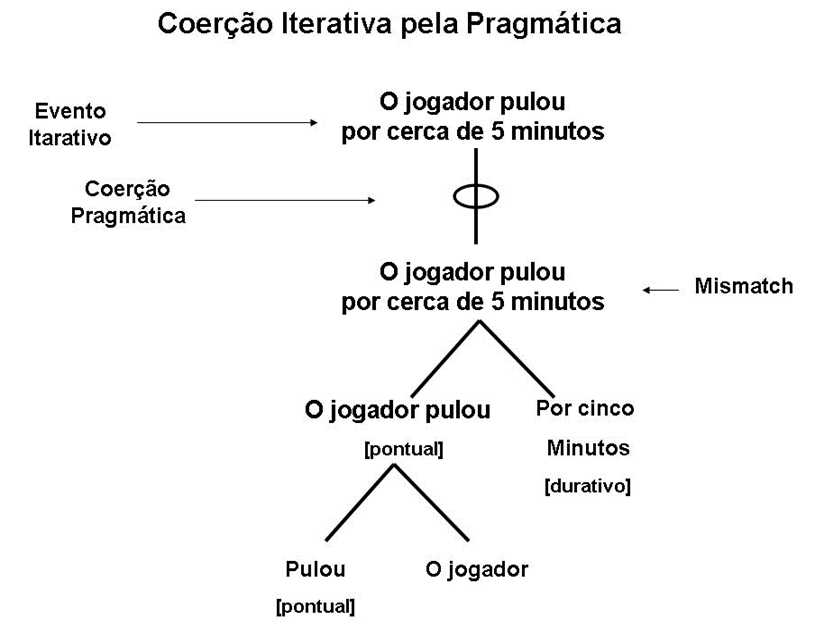 Coerção Iterativa pela Pragmática
Evento
Itarativo
O jogador pulou
por cerca de 5 minutos
Coerção
Pragmática
O jogador pulou
por cerca de 5 minutos
Mismatch
O jogador pulou
[pontual]
Por cinco
Minutos
[durativo]
Pulou
[pontual]
O jogador